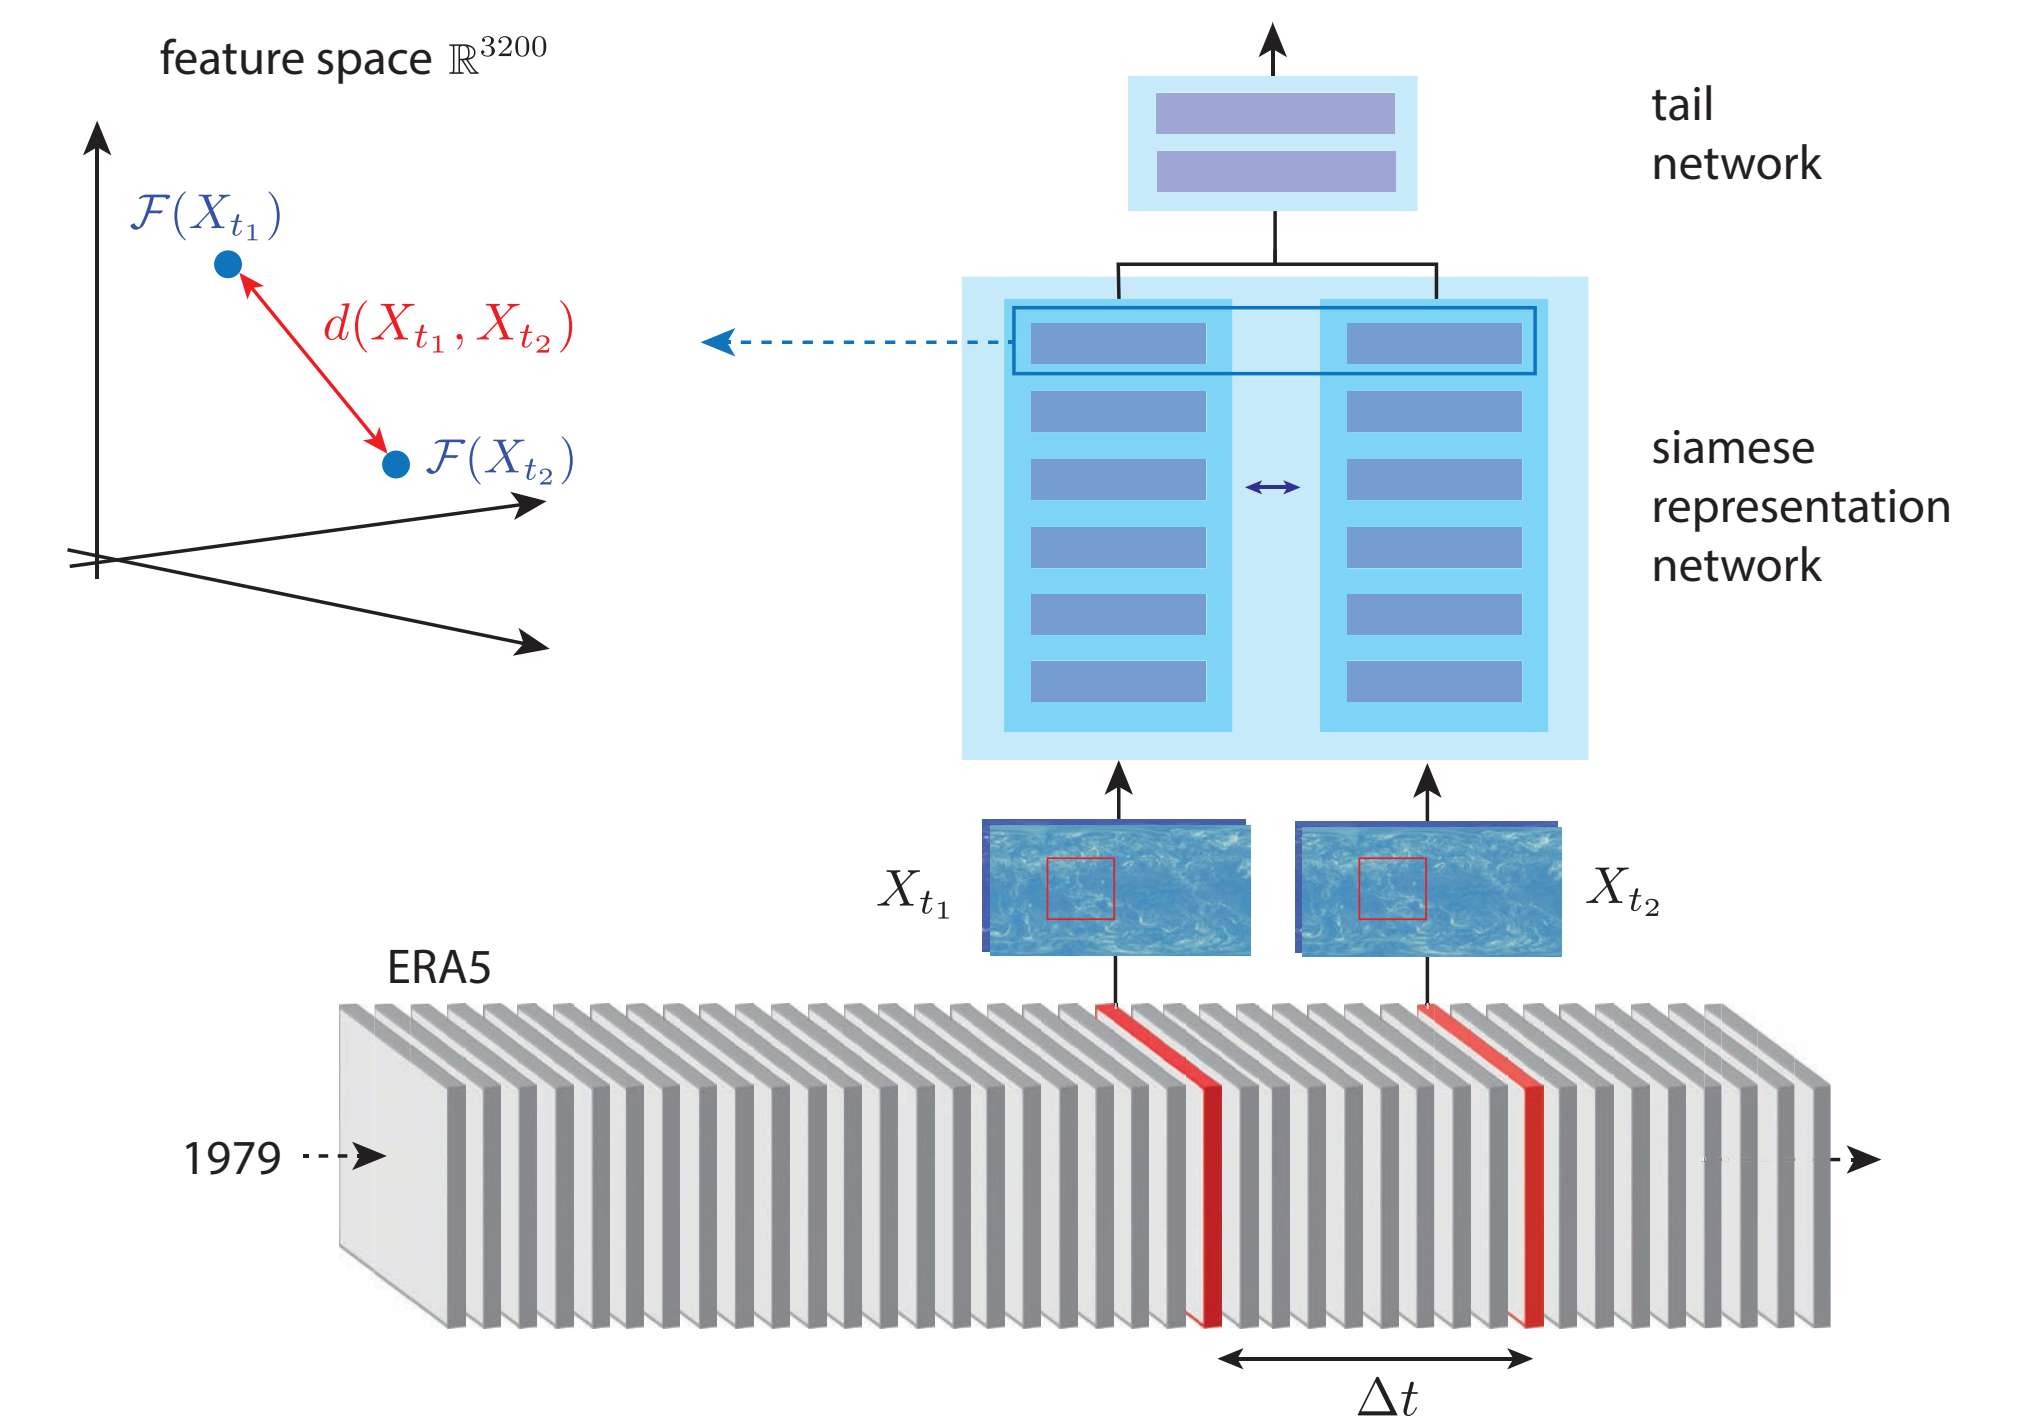 feature space ℝ³²⁰⁰
tail
network
𝓕(X_{t₁})
d(X_{t₁}, X_{t₂})
𝓕(X_{t₂})
siamese
representation
network
X_{t₁}
X_{t₂}
ERA5
1979
Δt